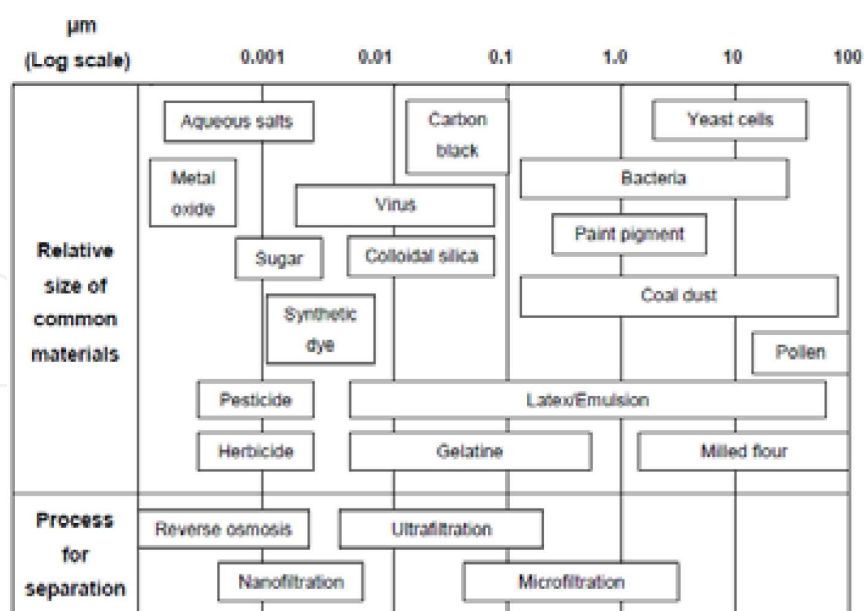 µm
(Log scale) 0.001 0.01 0.1 1.0 10 100
Aqueous salts
Carbon
black
Yeast cells
Metal
oxide
Bacteria
Virus
Paint pigment
Relative
size of
common
materials
Sugar
Colloidal silica
Coal dust
Synthetic
dye
Pollen
Pesticide
Latex/Emulsion
Herbicide
Gelatine
Milled flour
Process
for
separation
Reverse osmosis
Ultrafiltration
Nanofiltration
Microfiltration